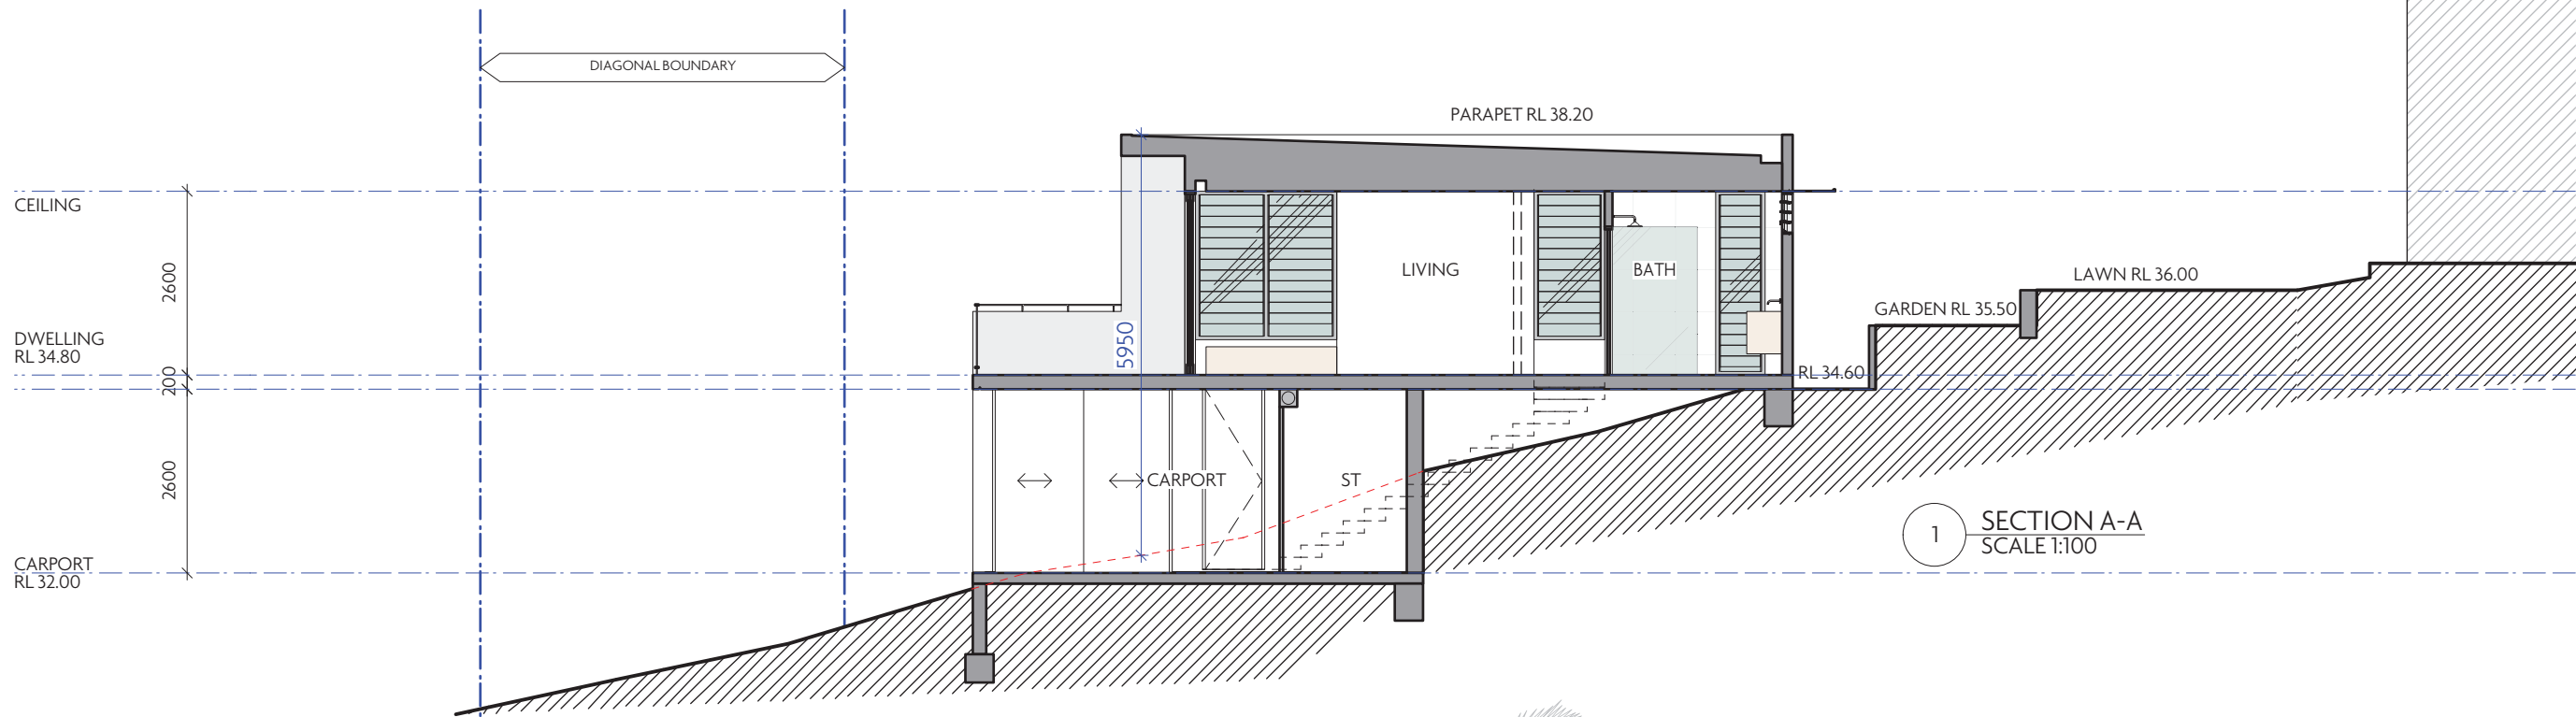 DIAGONAL BOUNDARY
PARAPET RL 38.20
CEILING
2600
LIVING
BATH
LAWN RL 36.00
GARDEN RL 35.50
DWELLING
RL 34.80
5950
200
RL 34.60
2600
CARPORT
ST
1
SECTION A-A
SCALE 1:100
CARPORT
RL 32.00